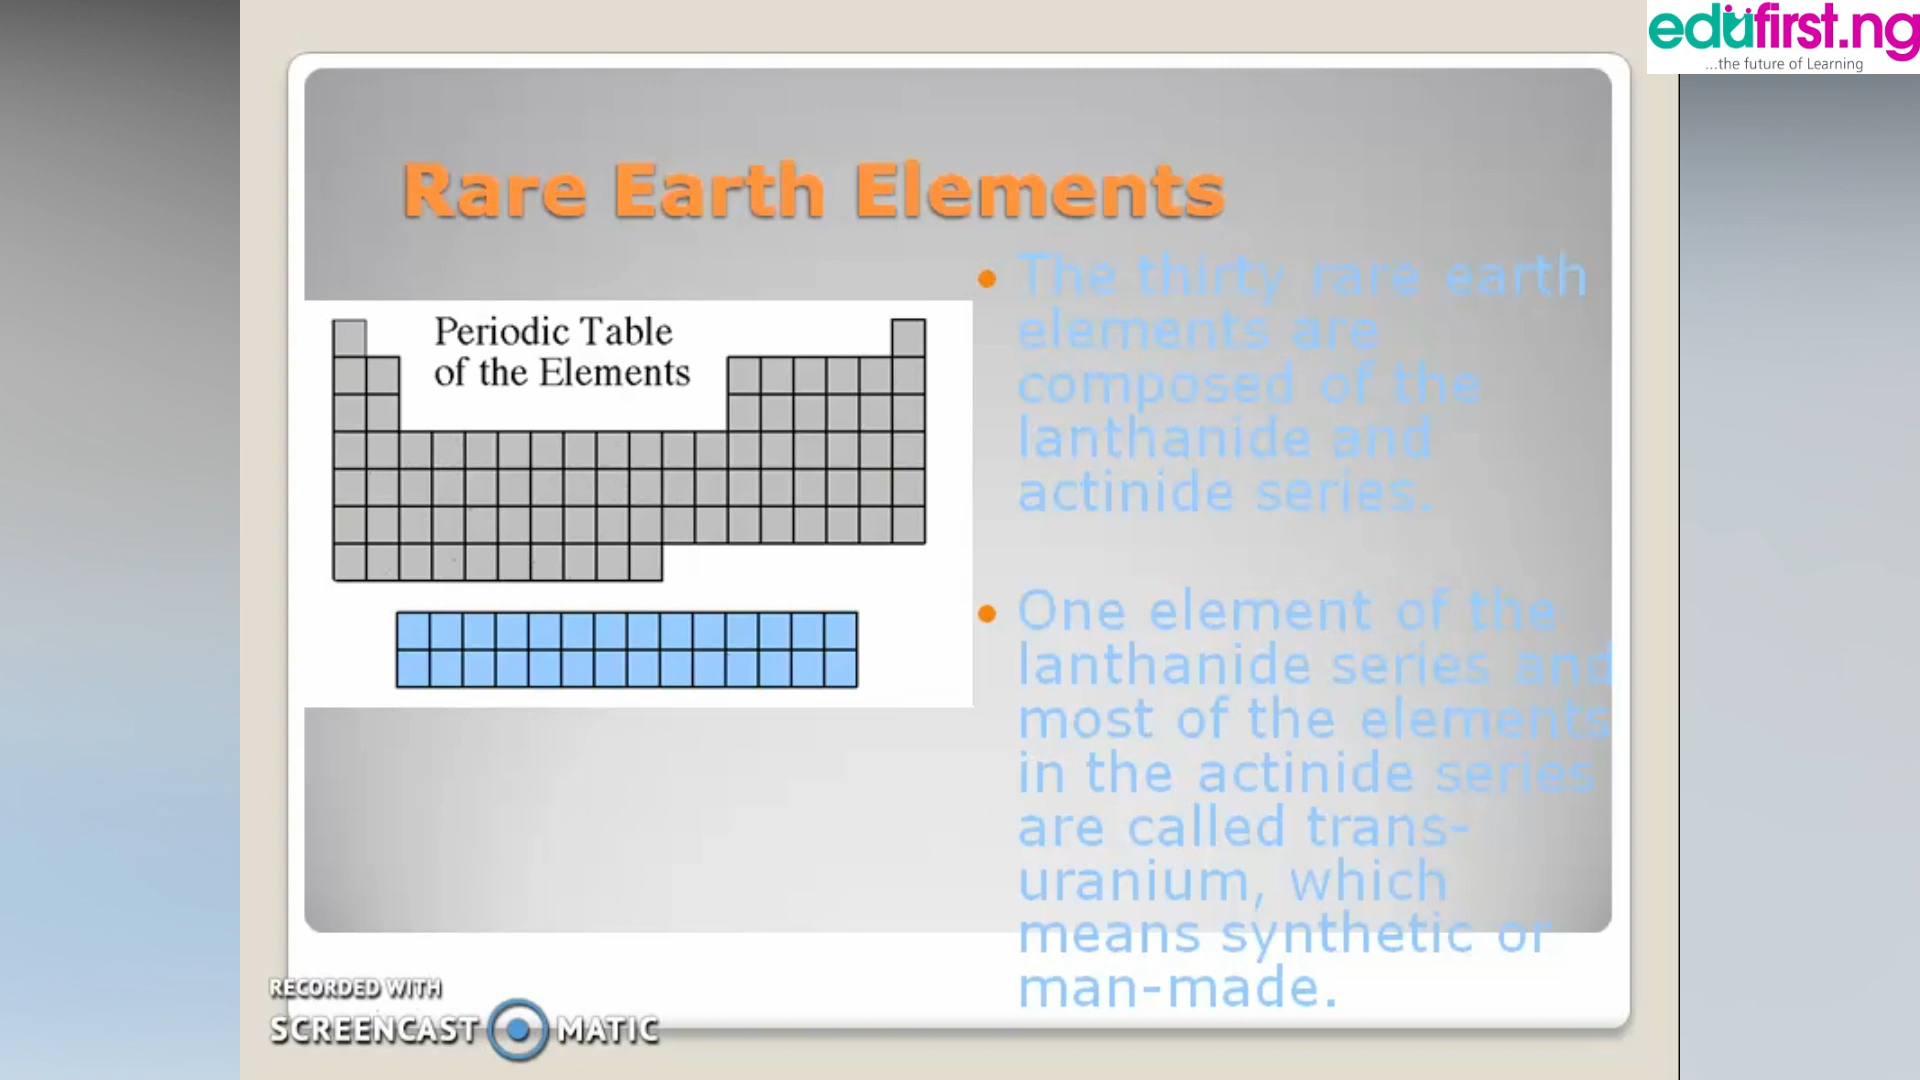 edufirst.ng
...the future of Learning
Rare Earth Elements
Periodic Table
of the Elements
• The thirty rare earth
elements are
composed of the
lanthanide and
actinide series.
• One element of the
lanthanide series and
most of the elements
in the actinide series
are called trans-
uranium, which
means synthetic or
man-made.
RECORDED WITH
SCREENCAST MATIC